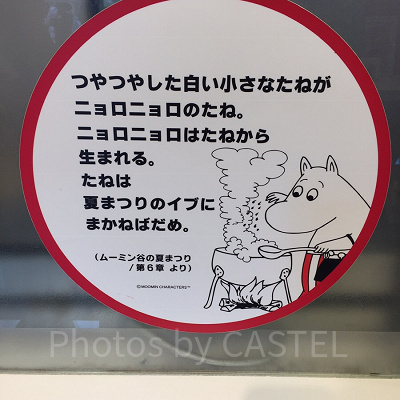 つやつやした白い小さなたねが
ニョロニョロのたね。
ニョロニョロはたねから
生まれる。
たねは
夏まつりのイブに
まかねばだめ。
（ムーミン谷の夏まつり
/第6章 より）
©MOOMIN CHARACTERS™
Photos by CASTEL